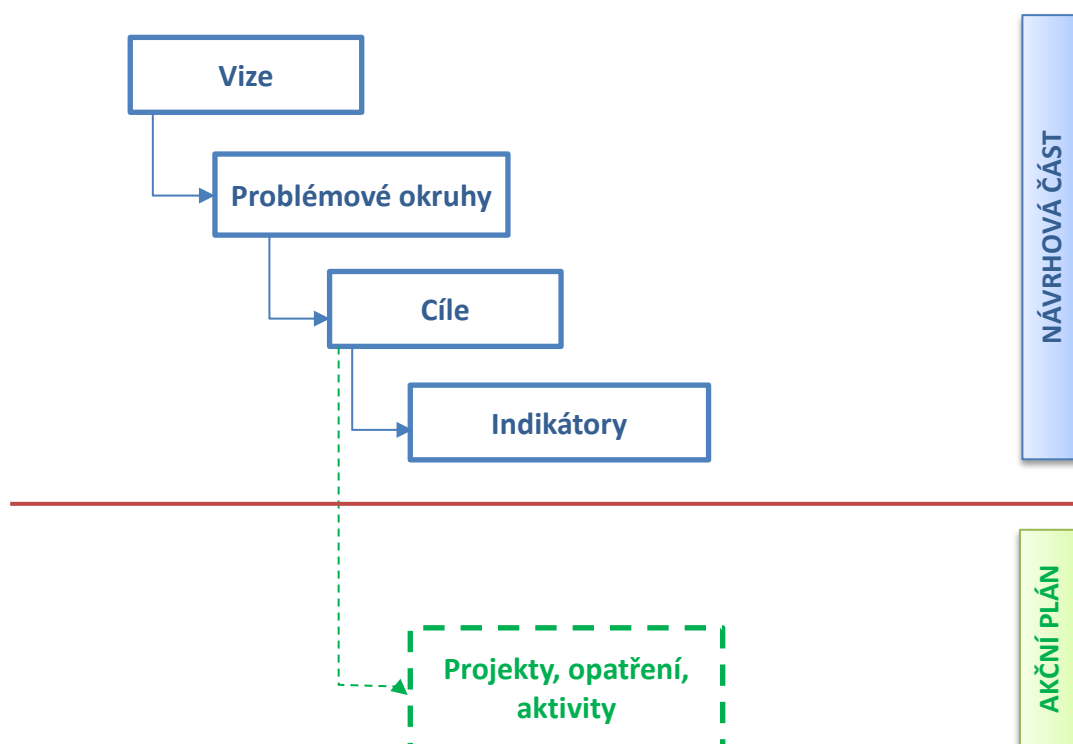 Vize
Problémové okruhy
Cíle
Indikátory
NÁVRHOVÁ ČÁST
Projekty, opatření,
aktivity
AKČNÍ PLÁN